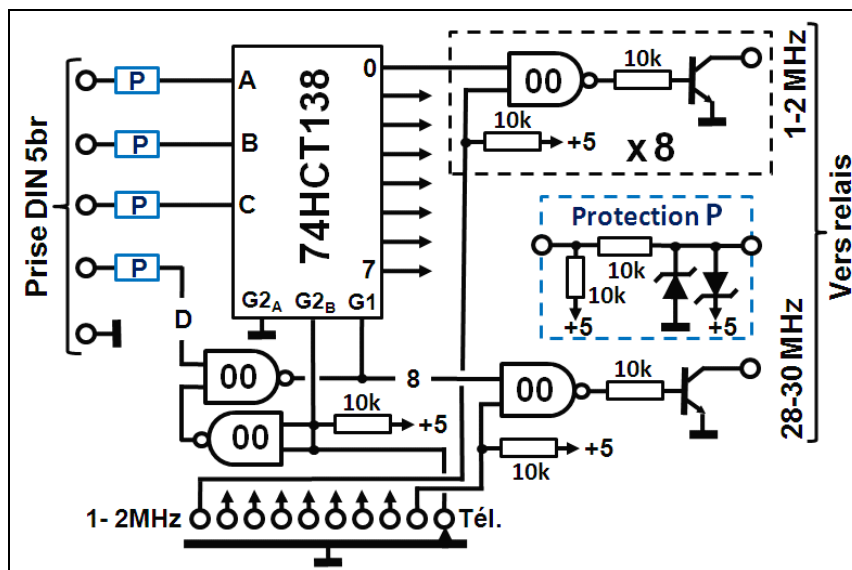 Prise DIN 5br
P
P
P
P
A
B
C
74HCT138
0
7
G2A
G2B
G1
D
00
00
8
10k
+5
00
10k
10k
+5
x 8
1-2 MHz
Protection P
10k
10k
+5
+5
Vers relais
00
10k
10k
+5
28-30 MHz
1- 2MHz
Tél.